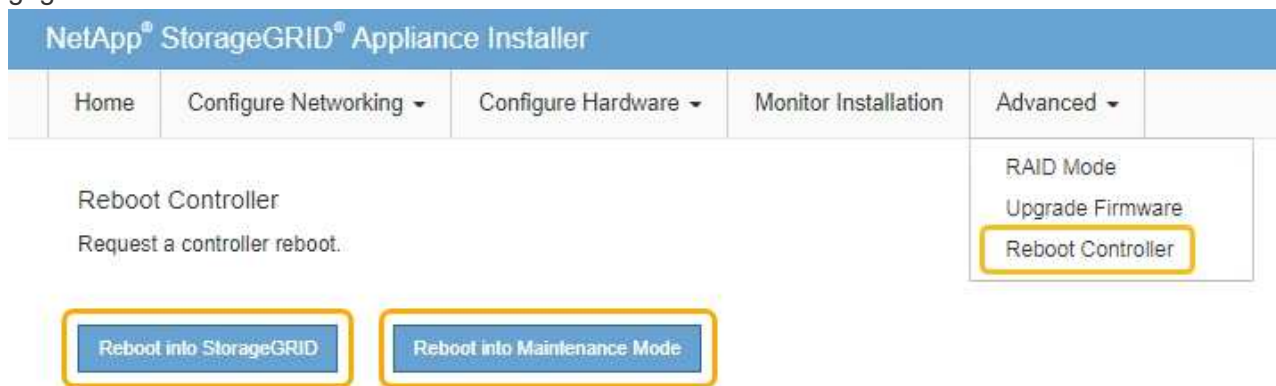 NetApp® StorageGRID® Appliance Installer
Home Configure Networking Configure Hardware Monitor Installation Advanced
RAID Mode
Upgrade Firmware
Reboot Controller
Reboot Controller
Request a controller reboot.
Reboot into StorageGRID Reboot into Maintenance Mode